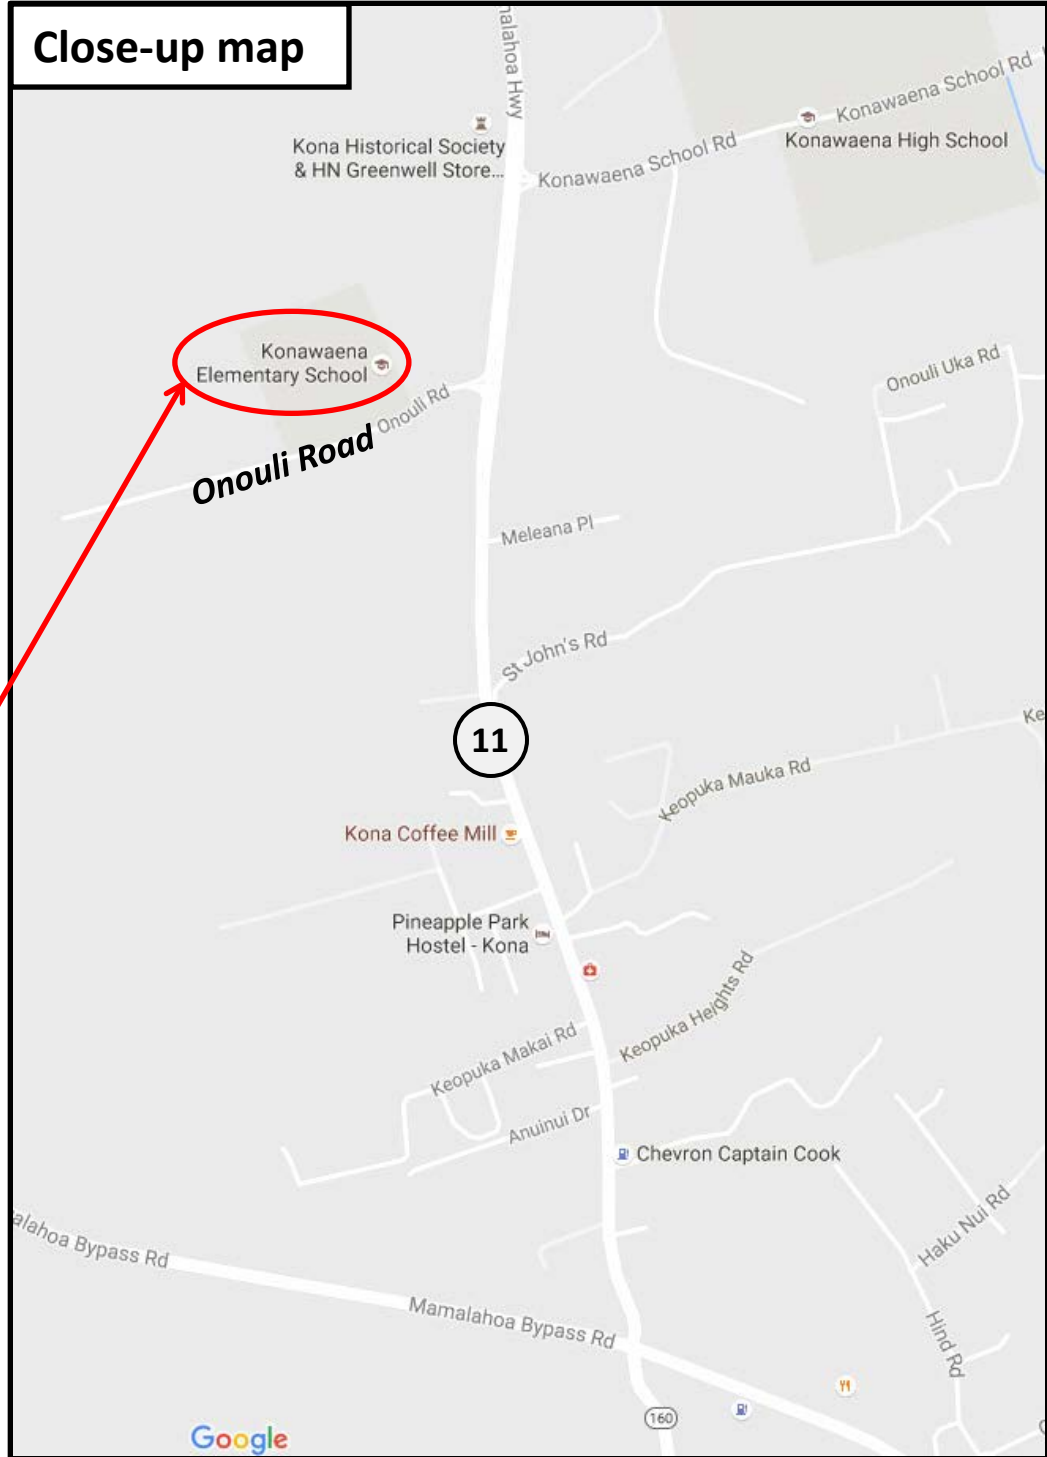 Close-up map
nalahoa Hwy
Konawaena School Rd
Konawaena High School
Kona Historical Society
& HN Greenwell Store...
Konawaena School Rd
Konawaena
Elementary School
Onouli Uka Rd
Onouli Rd
Onouli Road
Meleana Pl
St John's Rd
Ke
11
Keopuka Mauka Rd
Kona Coffee Mill
Pineapple Park
Hostel - Kona
Keopuka Heights Rd
Keopuka Makai Rd
Anuinui Dr
Chevron Captain Cook
Haku Nui Rd
alahoa Bypass Rd
Mamalahoa Bypass Rd
Hind Rd
160
Google